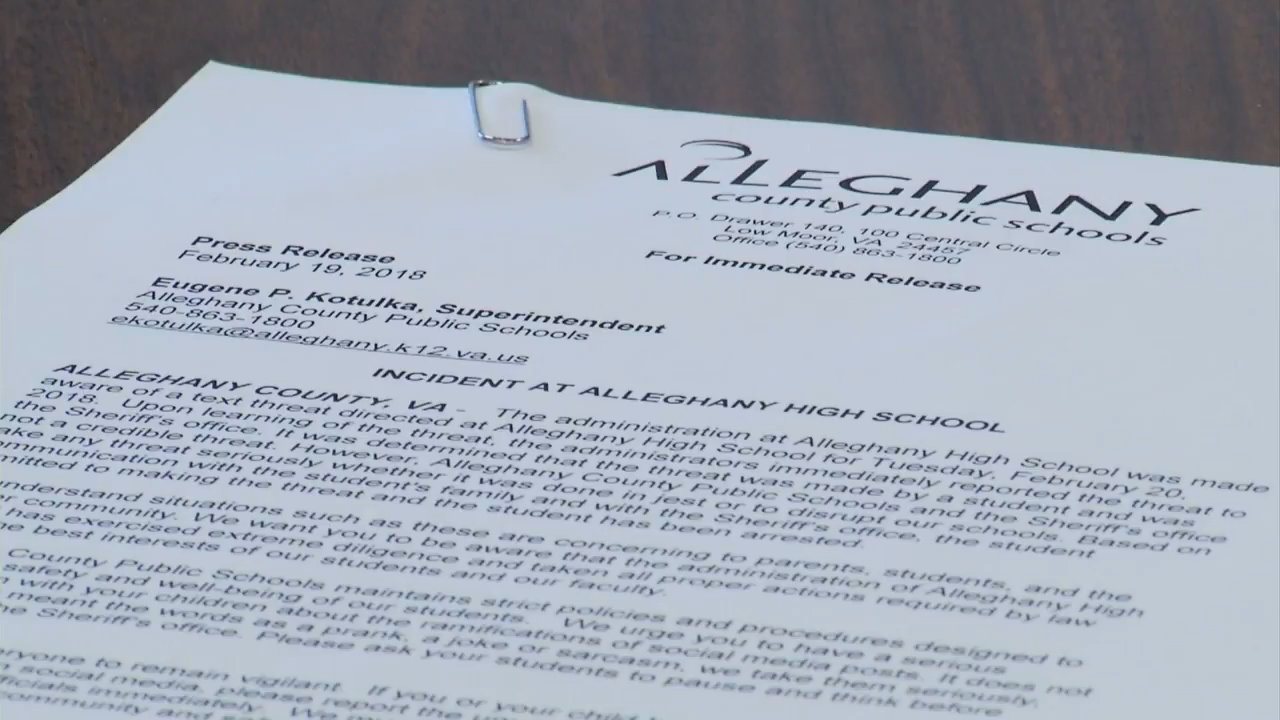 ALLEGHANY
county public schools
P.O. Drawer 140, 100 Central Circle
Low Moor, VA 24457
Office (540) 863-1800
Press Release
February 19, 2018
For Immediate Release
Eugene P. Kotulka, Superintendent
Alleghany County Public Schools
540-863-1800
ekotulka@alleghany.k12.va.us
INCIDENT AT ALLEGHANY HIGH SCHOOL
ALLEGHANY COUNTY, VA - The administration at Alleghany High School was made
aware of a text threat directed at Alleghany High School for Tuesday, February 20,
2018. Upon learning of the threat, the administrators immediately reported the threat to
the Sheriff's office. It was determined that the threat was made by a student and was
not a credible threat. However, Alleghany County Public Schools and the Sheriff's office
any threat seriously whether it was done in jest or to disrupt our schools. Based on
with the student's family and with the Sheriff's office, the student
to making the threat and the student has been arrested.
situations such as these are concerning to parents, students, and the
community. We want you to be aware that the administration of Alleghany High
has exercised extreme diligence and taken all proper actions required by law
best interests of our students and our faculty.
County Public Schools maintains strict policies and procedures designed to
safety and well-being of our students. We urge you to have a serious
with your children about the ramifications of social media posts. It does not
meant the words as a prank, a joke or sarcasm, we take them seriously.
Sheriff's office. Please ask your students to pause and think before
to remain vigilant. If you or your child
social media, please report the
immediately. We
community and